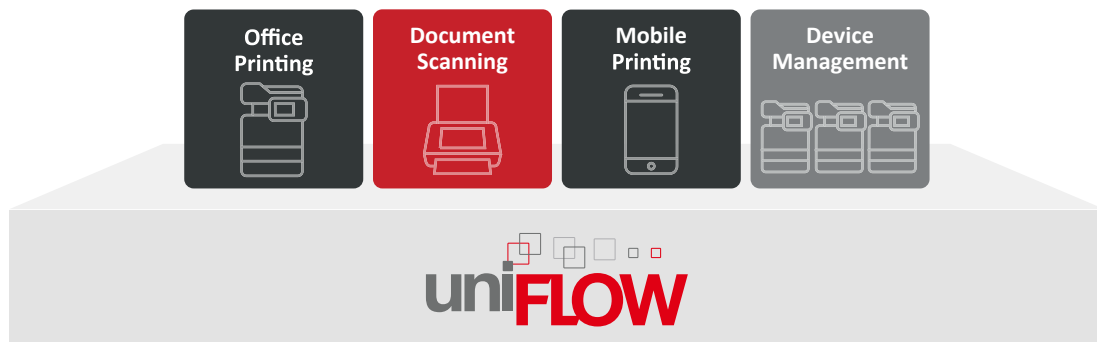 Office
Printing
Document
Scanning
Mobile
Printing
Device
Management
uniFLOW